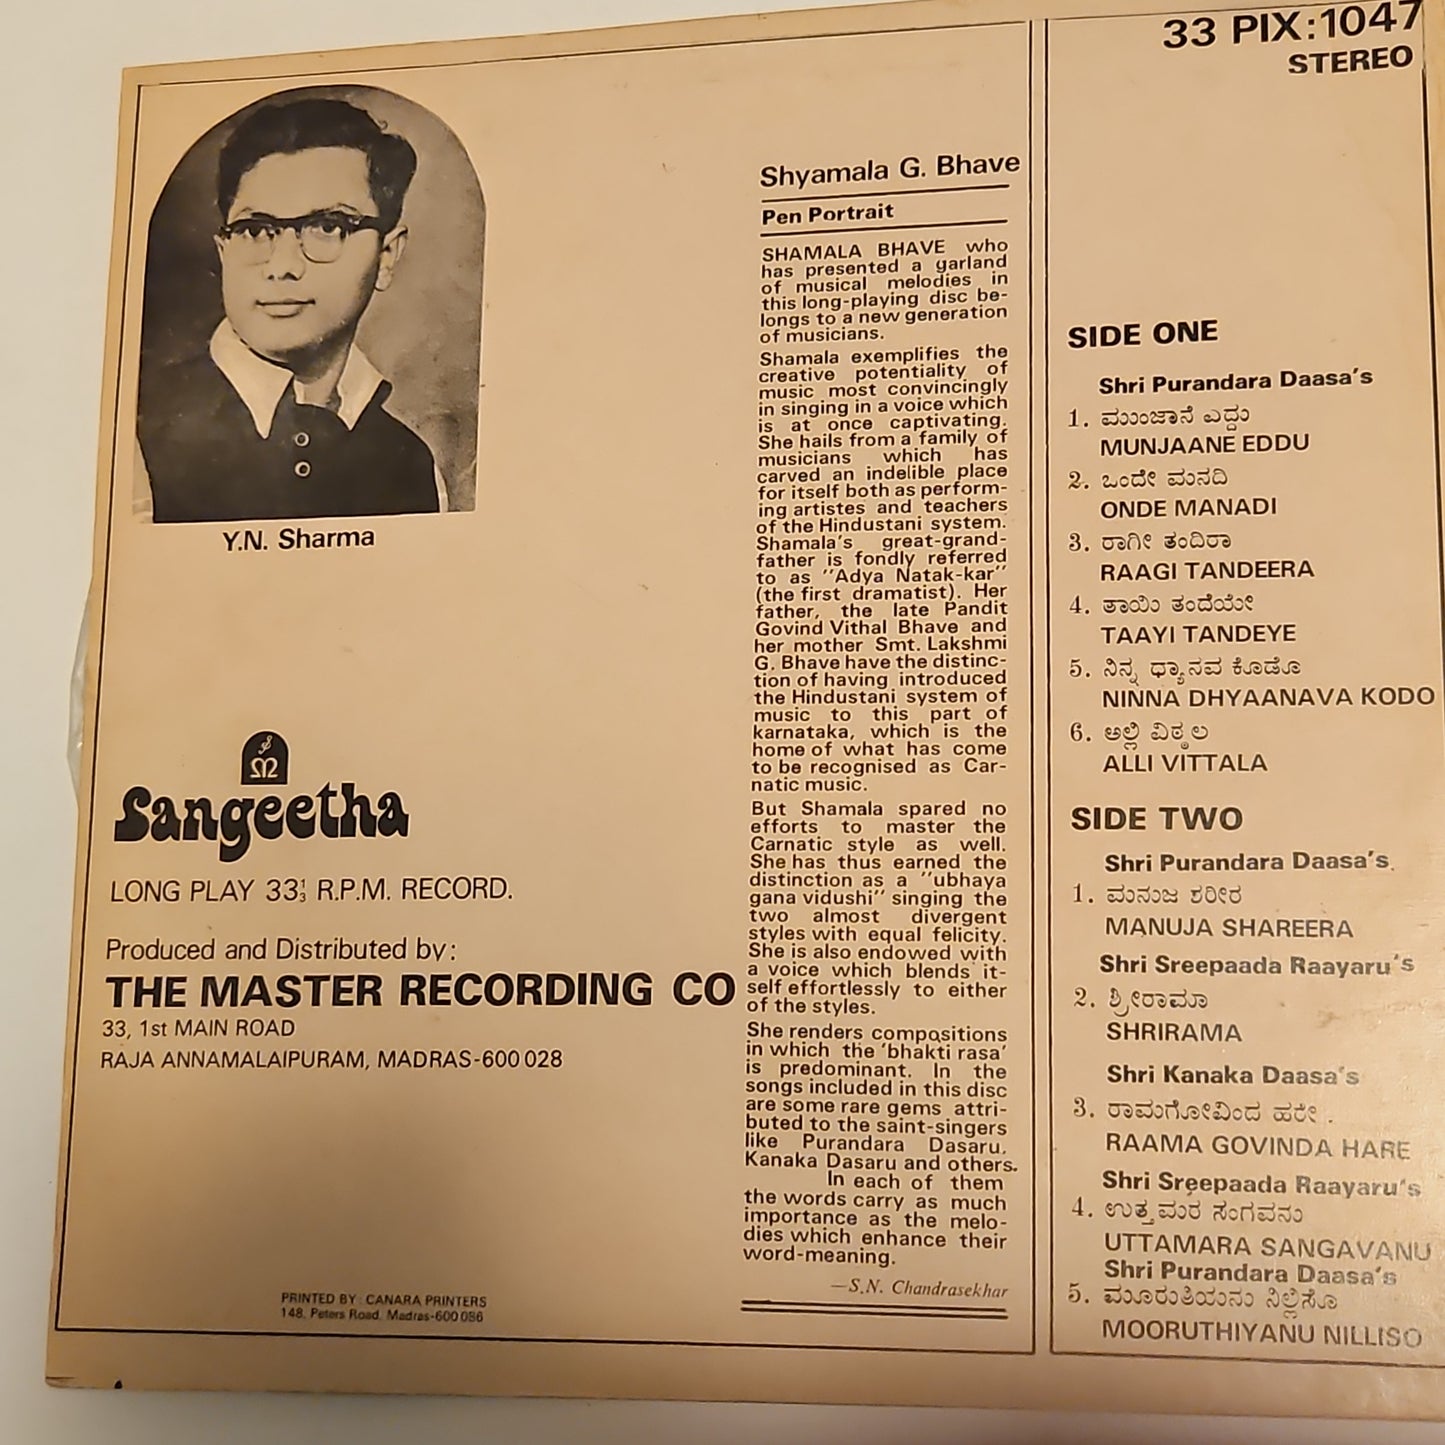 33 PIX:1047
STEREO
Y.N. Sharma
Sangeetha
LONG PLAY 33⅓ R.P.M. RECORD.
Produced and Distributed by:
THE MASTER RECORDING CO
33, 1st MAIN ROAD
RAJA ANNAMALAIPURAM, MADRAS-600 028
PRINTED BY : CANARA PRINTERS
148, Peters Road, Madras-600 086
Shyamala G. Bhave
Pen Portrait
SHAMALA BHAVE who
has presented a garland
of musical melodies in
this long-playing disc be-
longs to a new generation
of musicians.
Shamala exemplifies the
creative potentiality of
music most convincingly
in singing in a voice which
is at once captivating.
She hails from a family of
musicians which has
carved an indelible place
for itself both as perform-
ing artistes and teachers
of the Hindustani system.
Shamala's great-grand-
father is fondly referred
to as "Adya Natak-kar"
(the first dramatist). Her
father, the late Pandit
Govind Vithal Bhave and
her mother Smt. Lakshmi
G. Bhave have the distinc-
tion of having introduced
the Hindustani system of
music to this part of
karnataka, which is the
home of what has come
to be recognised as Car-
natic music.
But Shamala spared no
efforts to master the
Carnatic style as well.
She has thus earned the
distinction as a "ubhaya
gana vidushi" singing the
two almost divergent
styles with equal felicity.
She is also endowed with
a voice which blends it-
self effortlessly to either
of the styles.
She renders compositions
in which the 'bhakti rasa'
is predominant. In the
songs included in this disc
are some rare gems attri-
buted to the saint-singers
like Purandara Dasaru,
Kanaka Dasaru and others.
In each of them
the words carry as much
importance as the melo-
dies which enhance their
word-meaning.
—S.N. Chandrasekhar
SIDE ONE
Shri Purandara Daasa's
1. ಮುಂಜಾನೆ ಎದ್ದು
MUNJAANE EDDU
2. ಒಂದೇ ಮನದಿ
ONDE MANADI
3. ರಾಗೀ ತಂದಿರಾ
RAAGI TANDEERA
4. ತಾಯಿ ತಂದೆಯೇ
TAAYI TANDEYE
5. ನಿನ್ನ ಧ್ಯಾನವ ಕೊಡೊ
NINNA DHYAANAVA KODO
6. ಅಲ್ಲಿ ವಿಠ್ಠಲ
ALLI VITTALA
SIDE TWO
Shri Purandara Daasa's.
1. ಮನುಜ ಶರೀರ
MANUJA SHAREERA
Shri Sreepaada Raayaru's
2. ಶ್ರೀರಾಮಾ
SHRIRAMA
Shri Kanaka Daasa's
3. ರಾಮಗೋವಿಂದ ಹರೇ .
RAAMA GOVINDA HARE
Shri Sreepaada Raayaru's
4. ಉತ್ತಮರ ಸಂಗವನು
UTTAMARA SANGAVANU
Shri Purandara Daasa's
5. ಮೂರುತಿಯನು ನಿಲ್ಲಿಸೊ
MOORUTHIYANU NILLISO